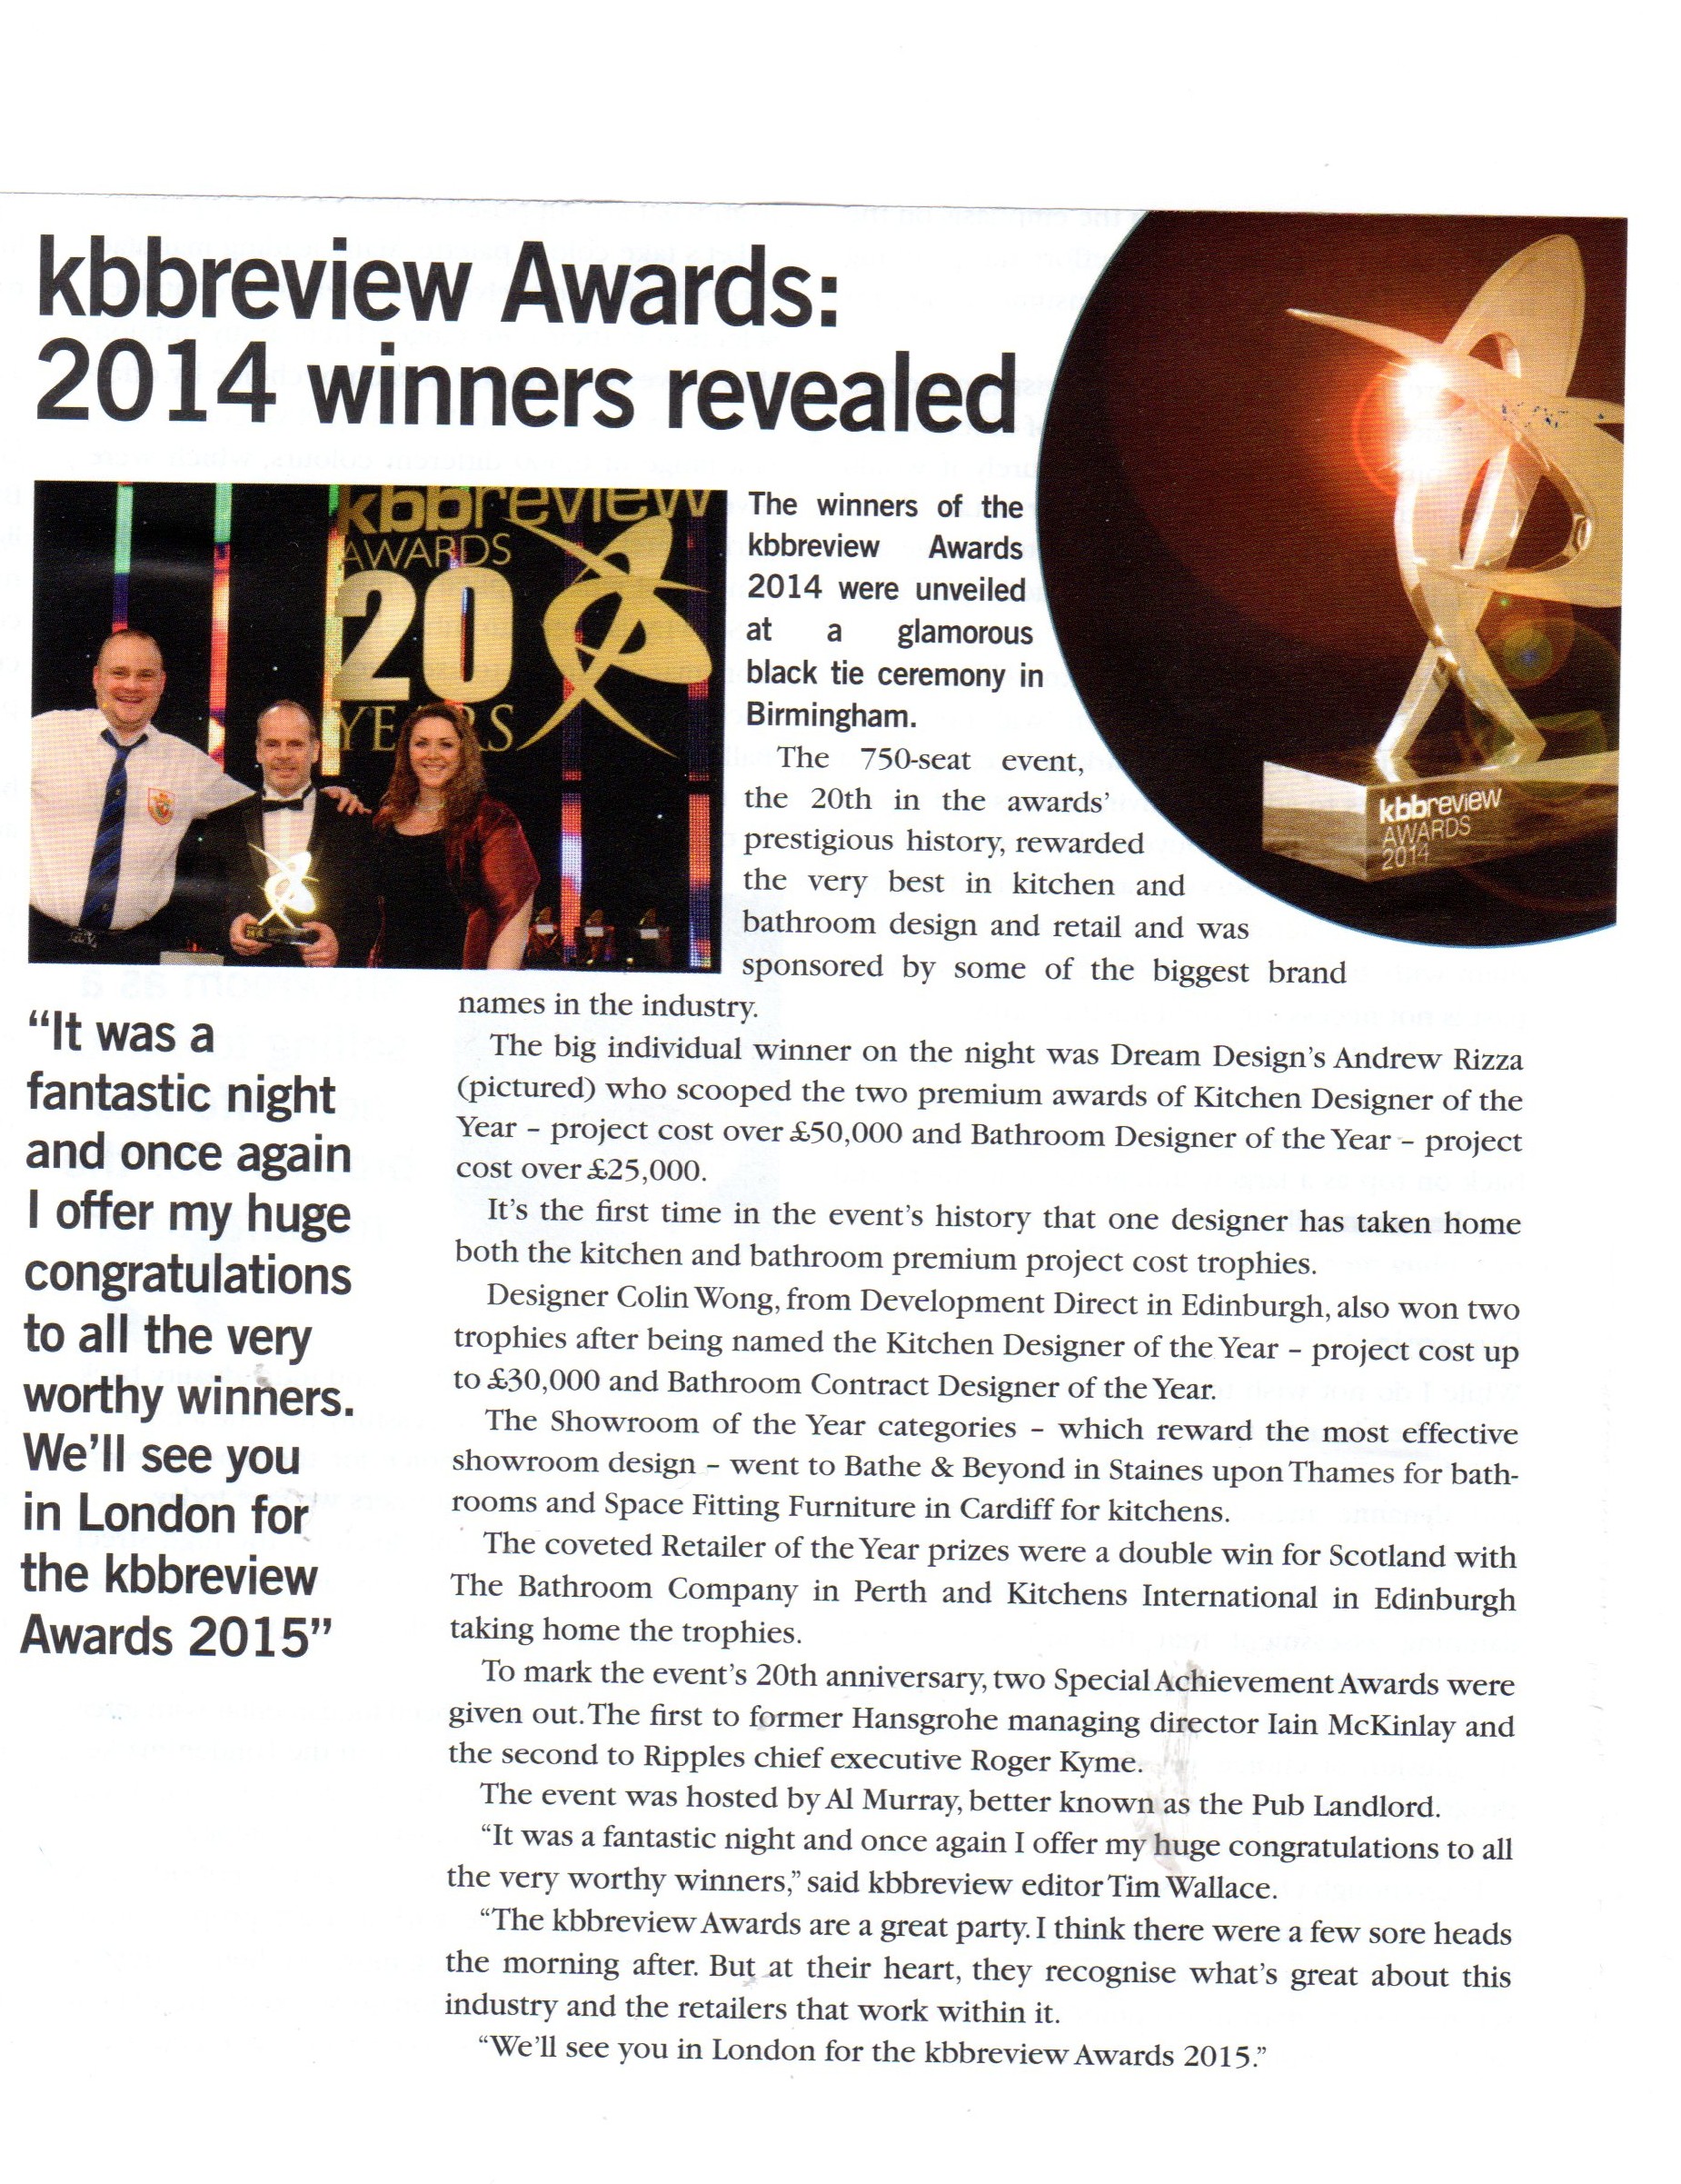 kbbreview Awards:
2014 winners revealed
kbbreview
AWARDS
20
YEARS
kbbreview
AWARDS
2014
The winners of the
kbbreview Awards
2014 were unveiled
at a glamorous
black tie ceremony in
Birmingham.
The 750-seat event,
the 20th in the awards’
prestigious history, rewarded
the very best in kitchen and
bathroom design and retail and was
sponsored by some of the biggest brand
names in the industry.
The big individual winner on the night was Dream Design’s Andrew Rizza
(pictured) who scooped the two premium awards of Kitchen Designer of the
Year – project cost over £50,000 and Bathroom Designer of the Year – project
cost over £25,000.
It’s the first time in the event’s history that one designer has taken home
both the kitchen and bathroom premium project cost trophies.
Designer Colin Wong, from Development Direct in Edinburgh, also won two
trophies after being named the Kitchen Designer of the Year – project cost up
to £30,000 and Bathroom Contract Designer of the Year.
The Showroom of the Year categories – which reward the most effective
showroom design – went to Bathe & Beyond in Staines upon Thames for bath-
rooms and Space Fitting Furniture in Cardiff for kitchens.
The coveted Retailer of the Year prizes were a double win for Scotland with
The Bathroom Company in Perth and Kitchens International in Edinburgh
taking home the trophies.
To mark the event’s 20th anniversary, two Special Achievement Awards were
given out. The first to former Hansgrohe managing director Iain McKinlay and
the second to Ripples chief executive Roger Kyme.
The event was hosted by Al Murray, better known as the Pub Landlord.
“It was a fantastic night and once again I offer my huge congratulations to all
the very worthy winners,” said kbbreview editor Tim Wallace.
“The kbbreview Awards are a great party. I think there were a few sore heads
the morning after. But at their heart, they recognise what’s great about this
industry and the retailers that work within it.
“We’ll see you in London for the kbbreview Awards 2015.”
“It was a
fantastic night
and once again
I offer my huge
congratulations
to all the very
worthy winners.
We’ll see you
in London for
the kbbreview
Awards 2015”